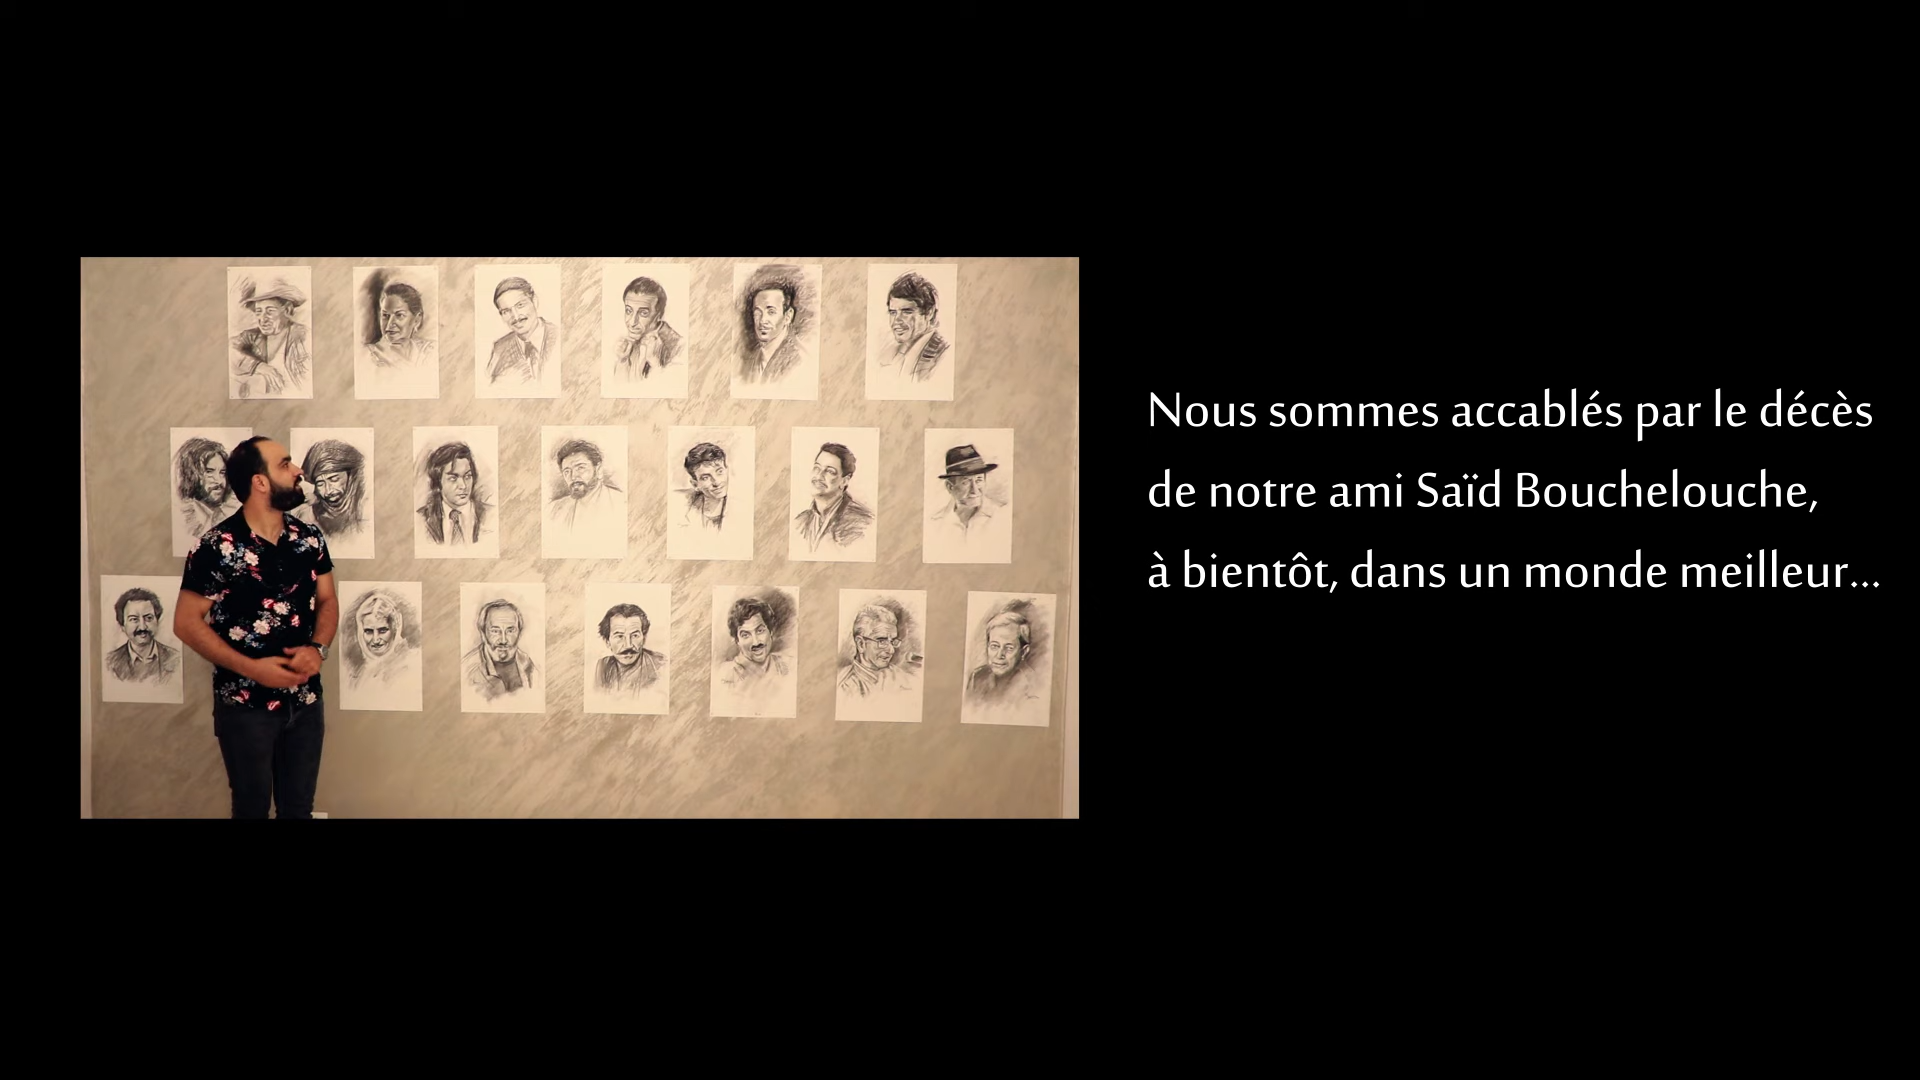 Nous sommes accablés par le décès
de notre ami Saïd Bouchelouche,
à bientôt, dans un monde meilleur...